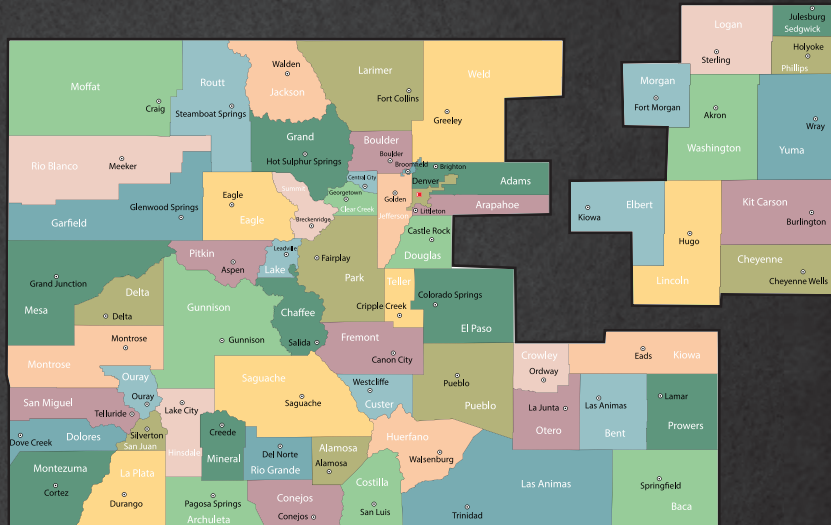 Logan
Julesburg
Sedgwick
Sterling
Holyoke
Phillips
Morgan
Fort Morgan
Akron
Washington
Wray
Yuma
Moffat
Craig
Routt
Steamboat Springs
Walden
Jackson
Larimer
Fort Collins
Weld
Greeley
Grand
Hot Sulphur Springs
Boulder
Boulder
Broomfield
Brighton
Rio Blanco
Meeker
Central City
Denver
Adams
Summit
Georgetown
Clear Creek
Golden
Jefferson
Littleton
Arapahoe
Garfield
Glenwood Springs
Eagle
Eagle
Breckenridge
Castle Rock
Douglas
Kiowa
Elbert
Hugo
Lincoln
Kit Carson
Burlington
Cheyenne
Cheyenne Wells
Grand Junction
Mesa
Pitkin
Aspen
Leadville
Lake
Fairplay
Park
Teller
Cripple Creek
Colorado Springs
El Paso
Delta
Delta
Gunnison
Gunnison
Chaffee
Salida
Fremont
Canon City
Montrose
Montrose
Ouray
Ouray
Saguache
Saguache
Westcliffe
Custer
Pueblo
Pueblo
Crowley
Ordway
Eads
Kiowa
San Miguel
Telluride
Lake City
Hinsdale
Creede
Mineral
La Junta
Otero
Las Animas
Bent
Lamar
Prowers
Dove Creek
Dolores
Silverton
San Juan
Del Norte
Rio Grande
Alamosa
Alamosa
Huerfano
Walsenburg
Montezuma
Cortez
La Plata
Durango
Pagosa Springs
Archuleta
Conejos
Conejos
Costilla
San Luis
Las Animas
Trinidad
Springfield
Baca